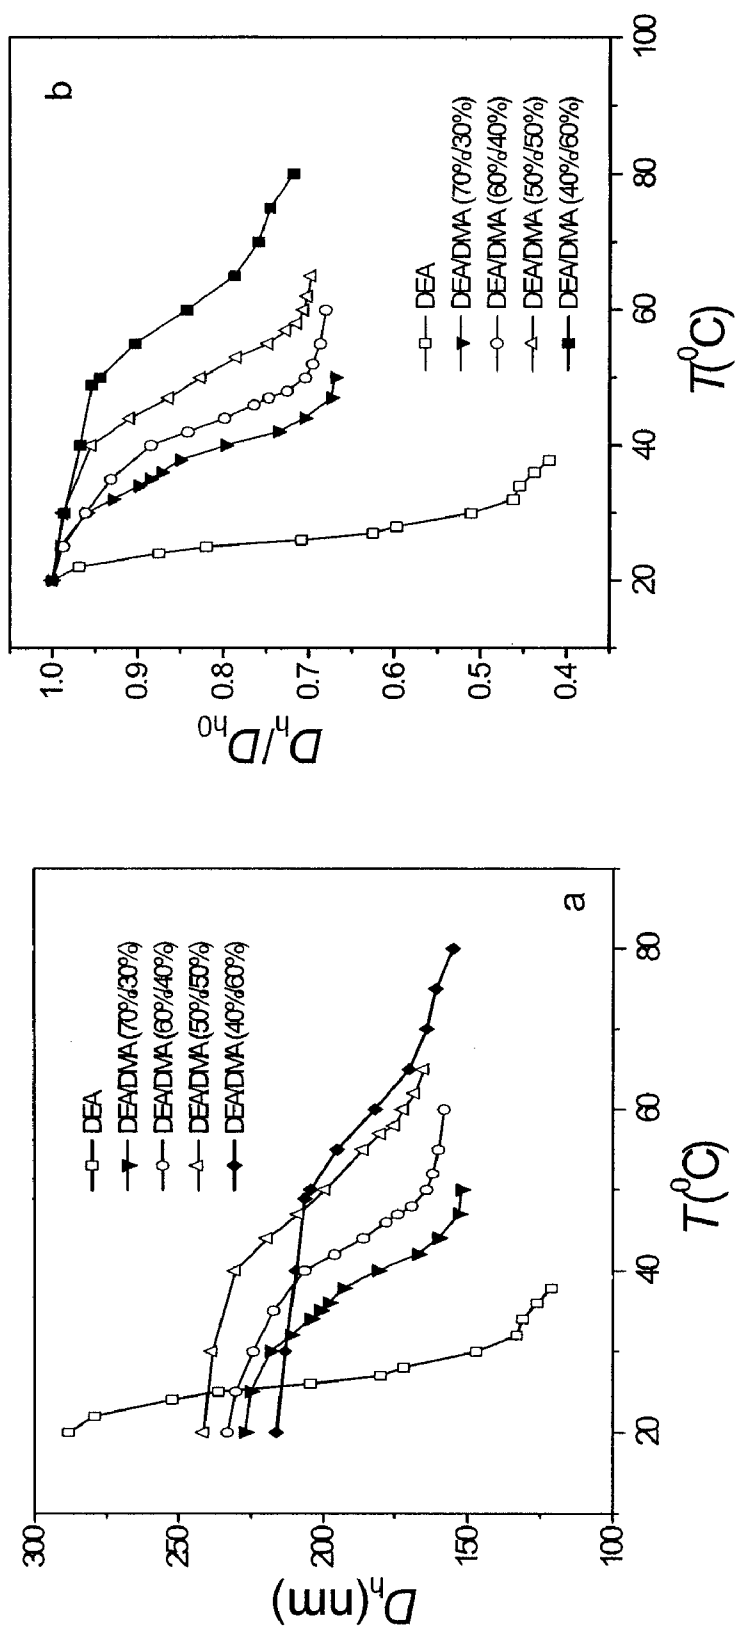 300
250
200
150
100
20
40
60
80
D_h(nm)
T(⁰C)
DEA
DEA/DMA (70%/30%)
DEA/DMA (60%/40%)
DEA/DMA (50%/50%)
DEA/DMA (40%/60%)
a
1.0
0.9
0.8
0.7
0.6
0.5
0.4
20
40
60
80
100
D_h/D_h0
T(⁰C)
DEA
DEA/DMA (70%/30%)
DEA/DMA (60%/40%)
DEA/DMA (50%/50%)
DEA/DMA (40%/60%)
b